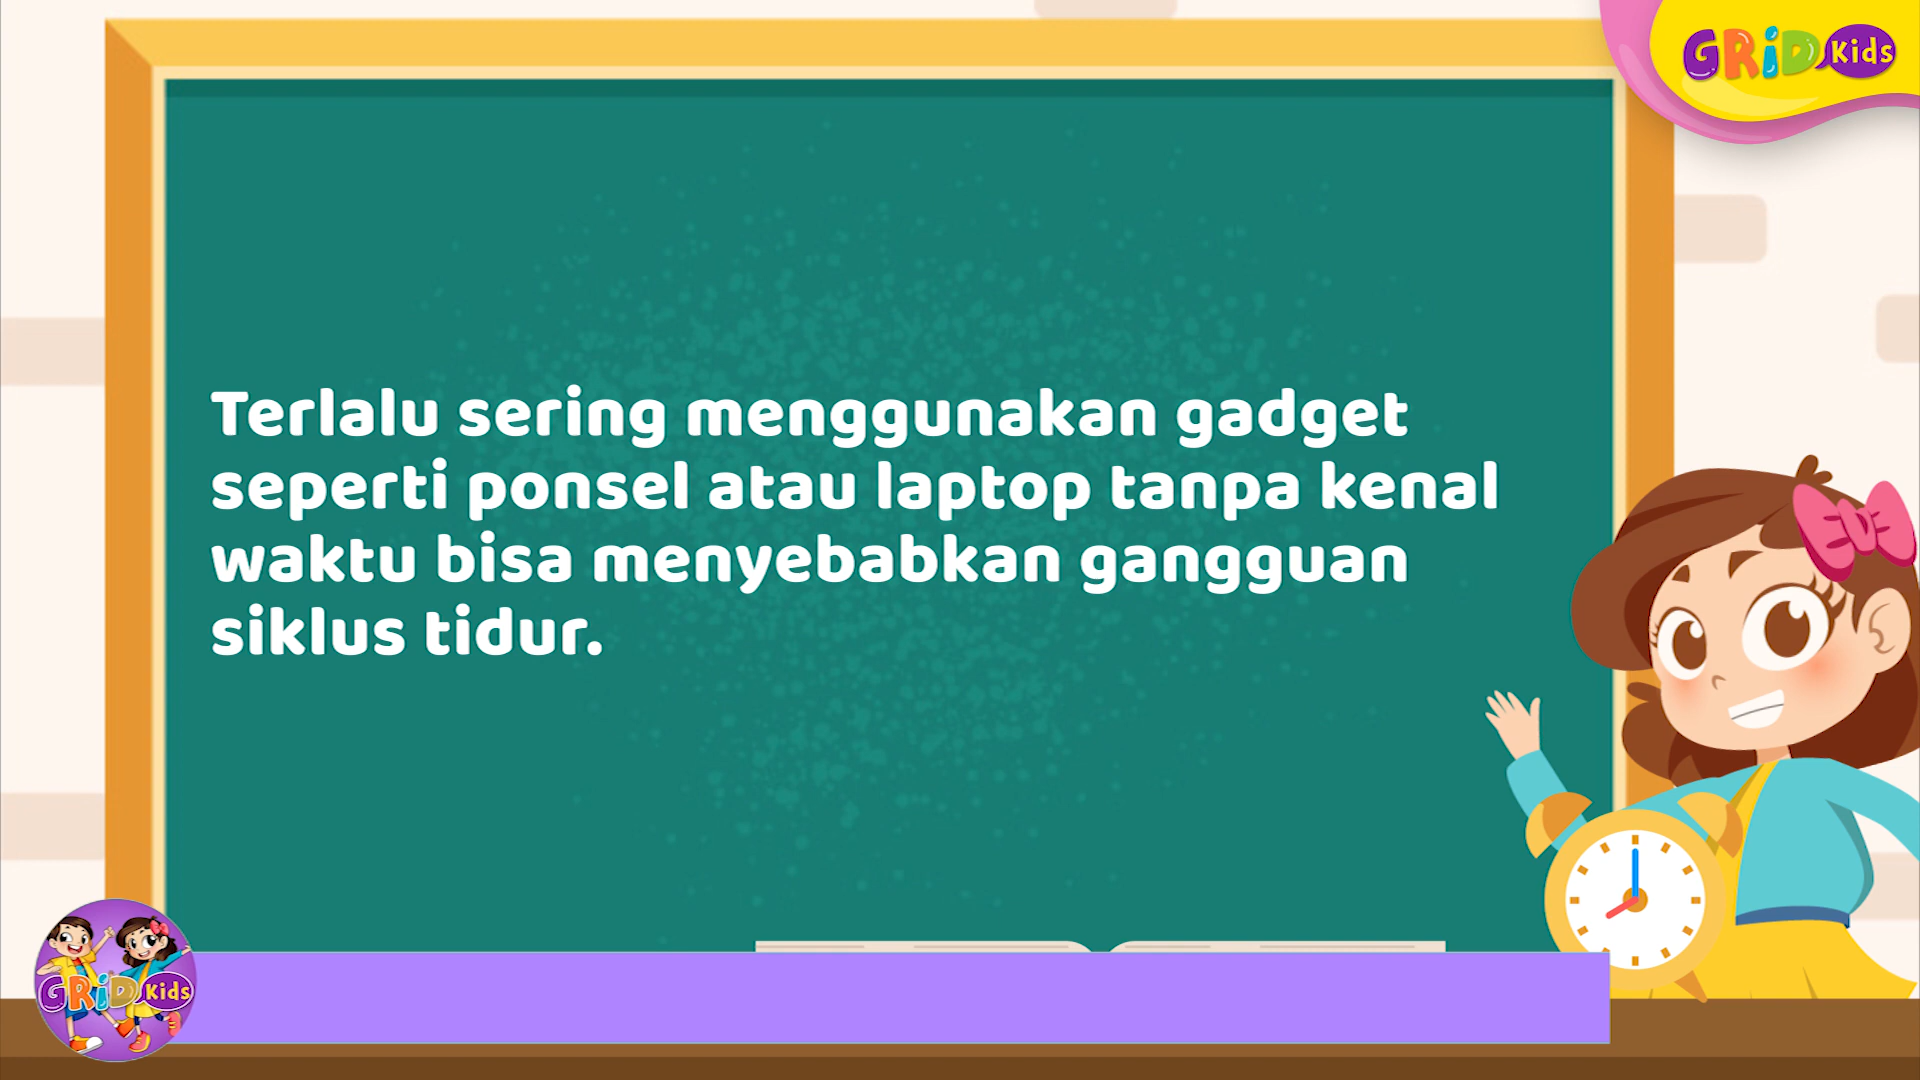 GRiD Kids
Terlalu sering menggunakan gadget
seperti ponsel atau laptop tanpa kenal
waktu bisa menyebabkan gangguan
siklus tidur.
GRiD Kids